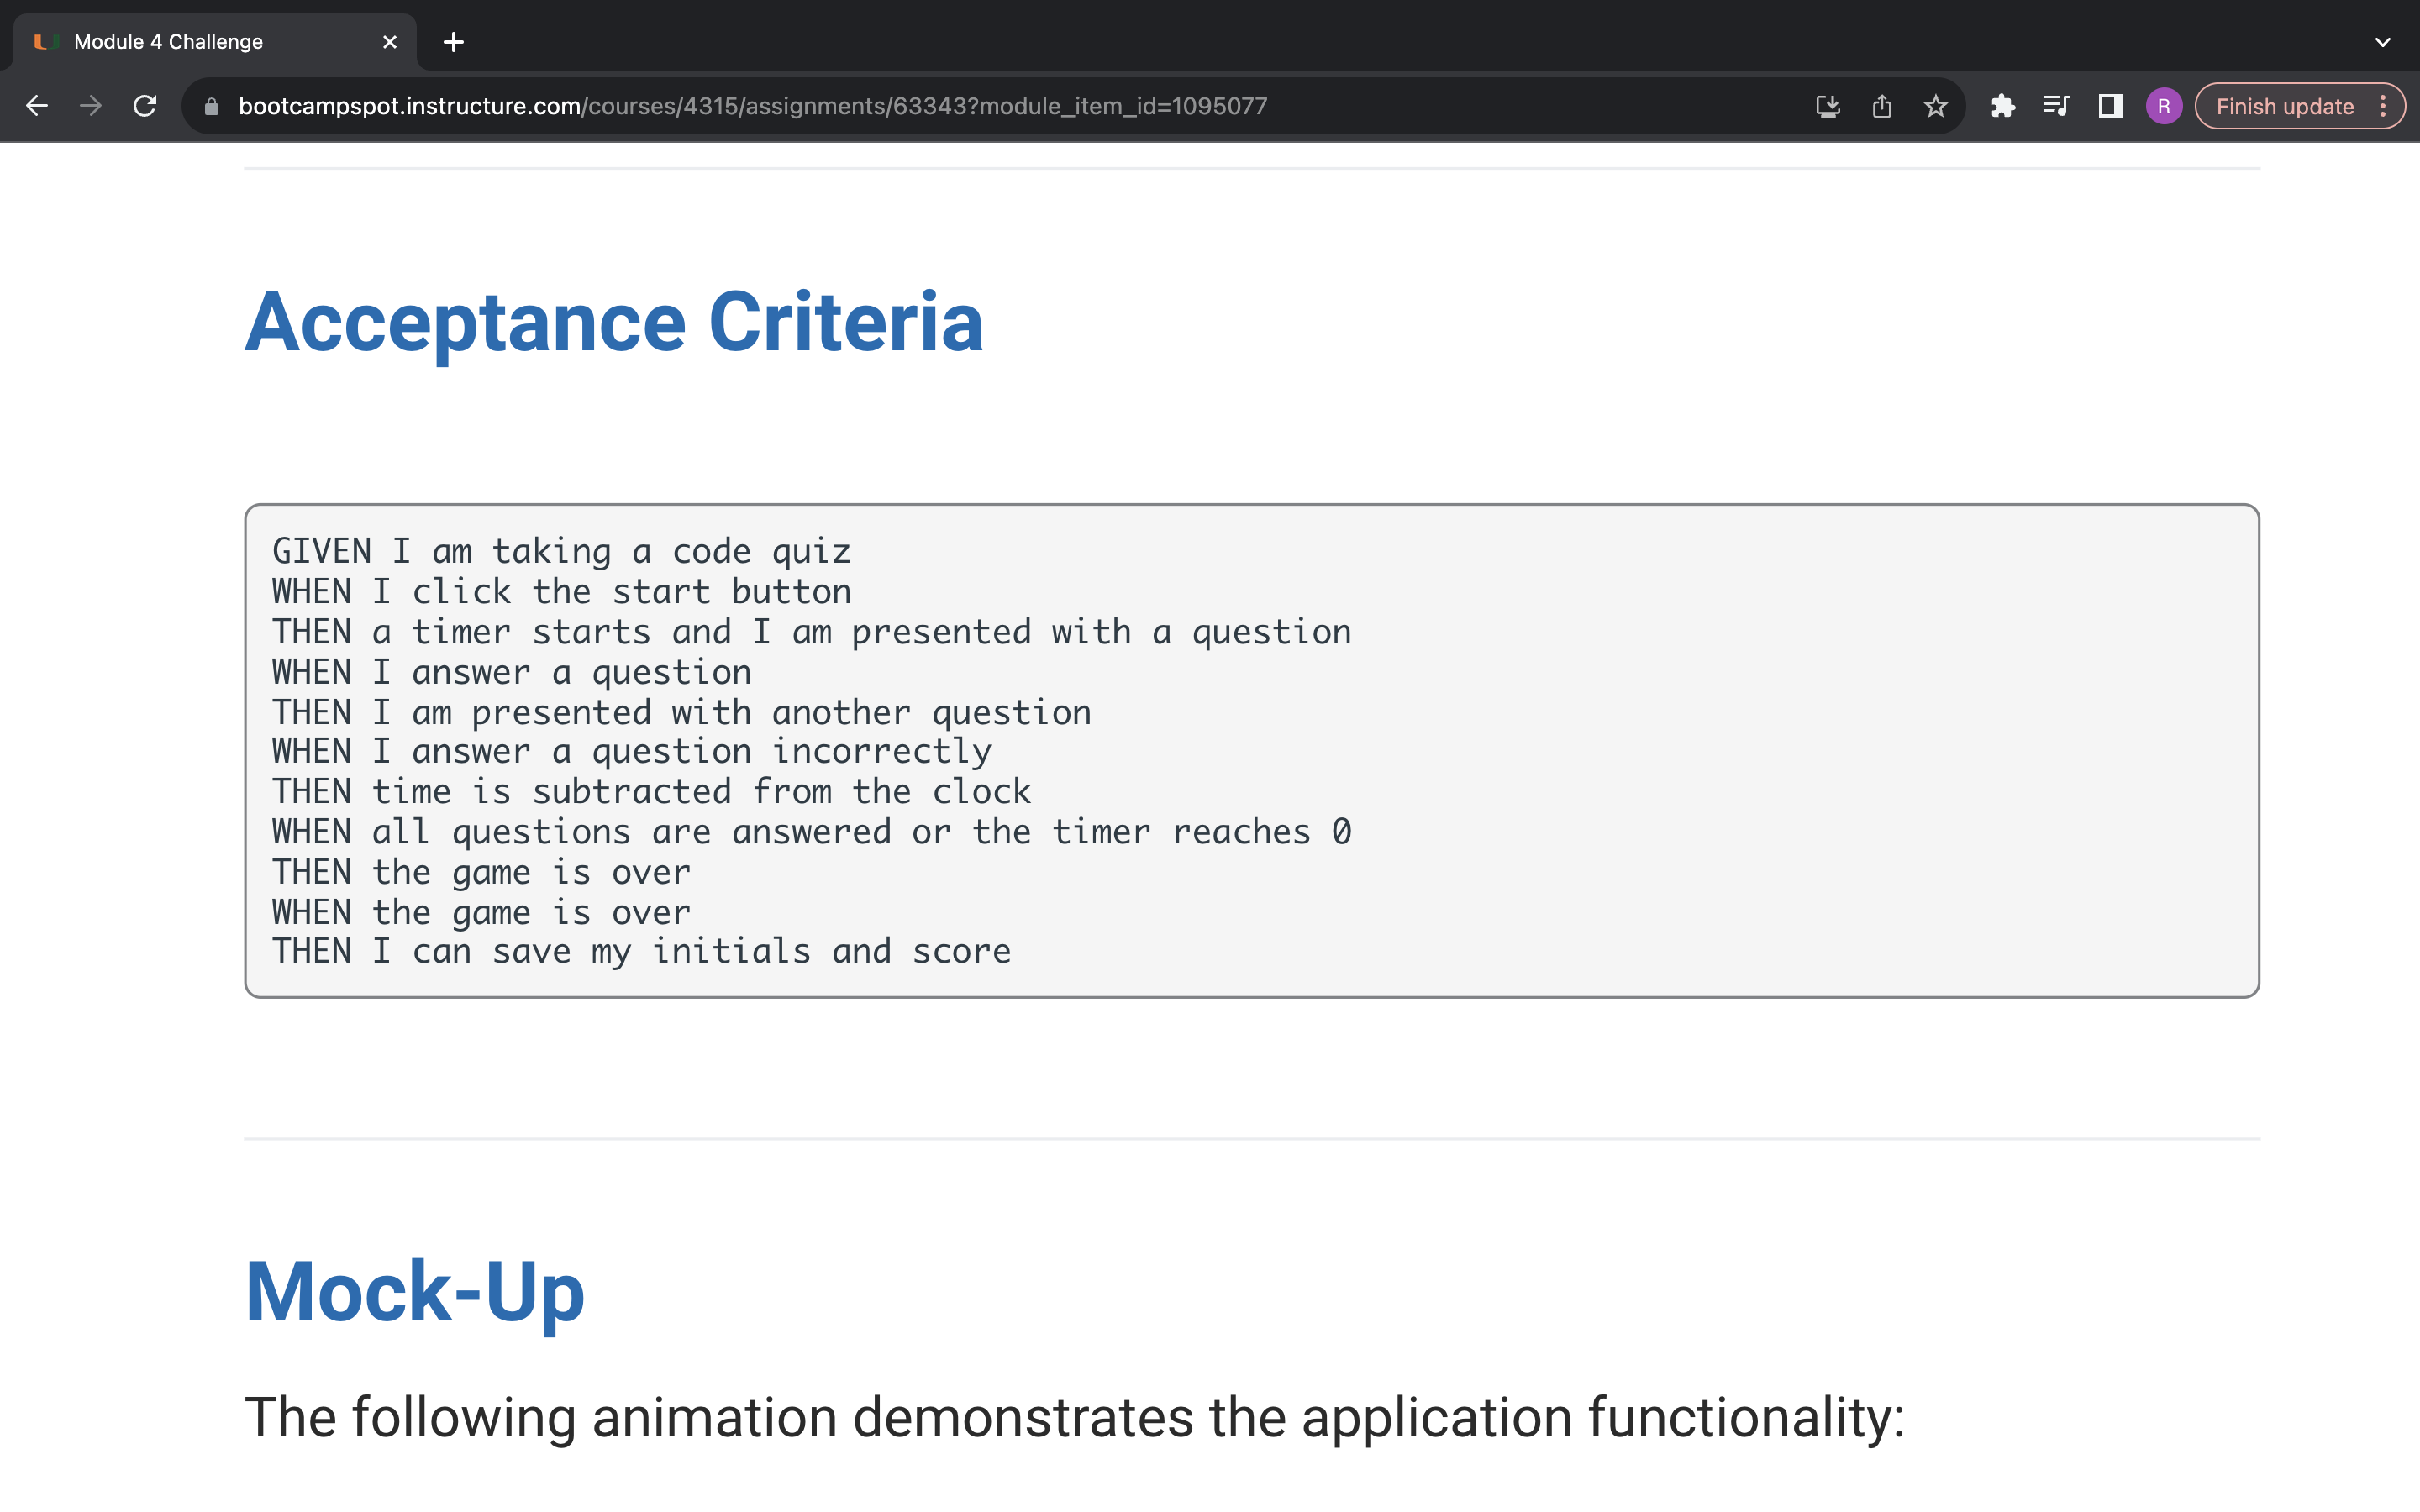 Module 4 Challenge
bootcampspot.instructure.com/courses/4315/assignments/63343?module_item_id=1095077
R
Finish update
Acceptance Criteria
GIVEN I am taking a code quiz
WHEN I click the start button
THEN a timer starts and I am presented with a question
WHEN I answer a question
THEN I am presented with another question
WHEN I answer a question incorrectly
THEN time is subtracted from the clock
WHEN all questions are answered or the timer reaches 0
THEN the game is over
WHEN the game is over
THEN I can save my initials and score
Mock-Up
The following animation demonstrates the application functionality: